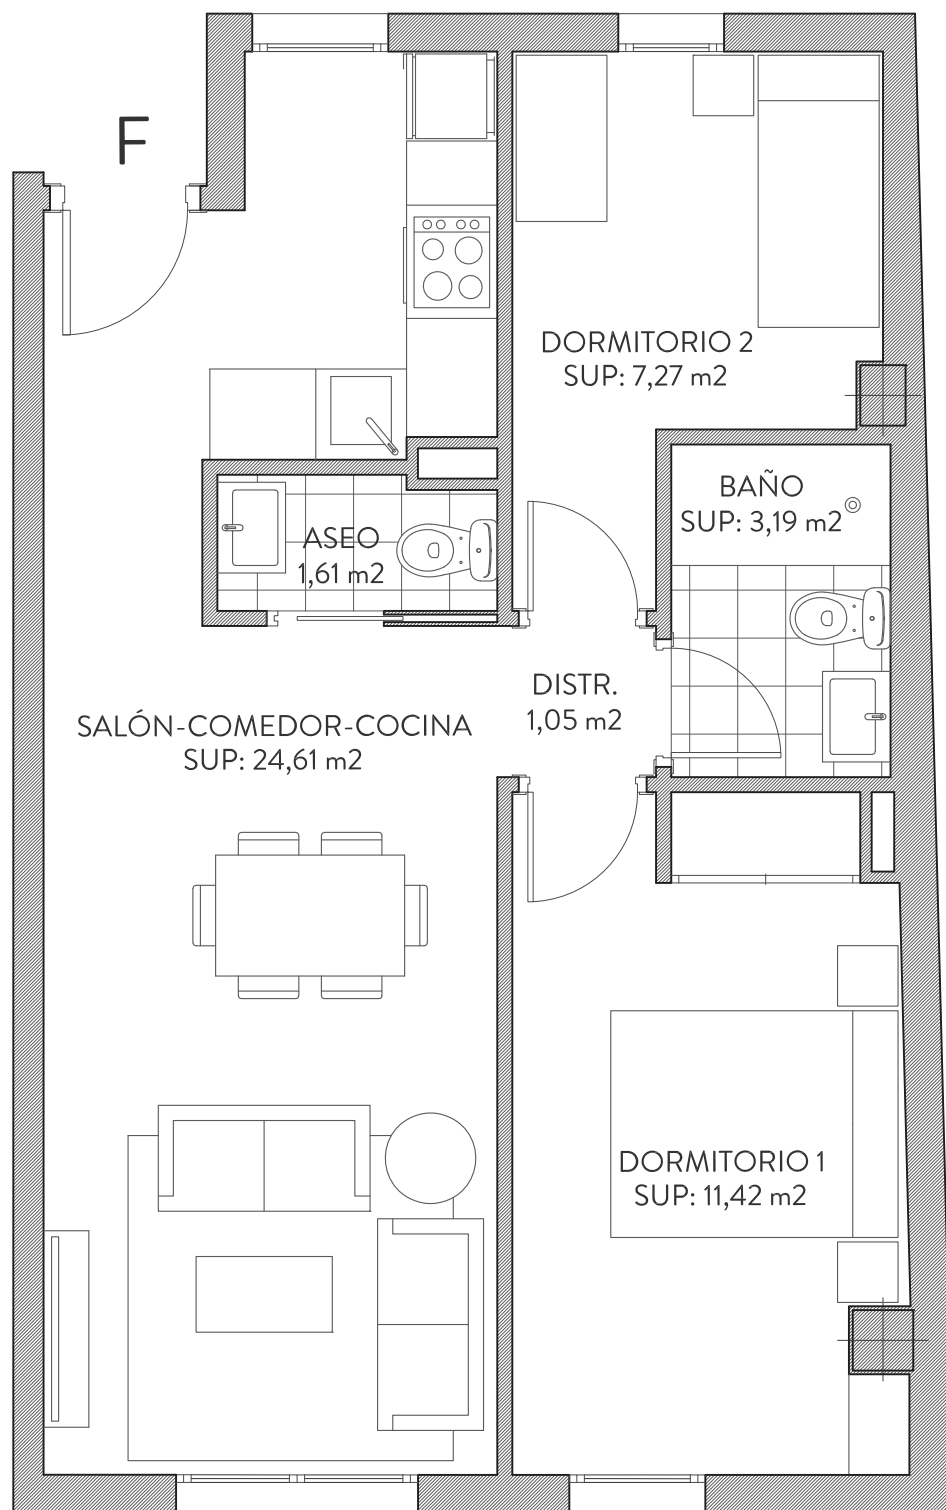 F
DORMITORIO 2
SUP: 7,27 m2
BAÑO
SUP: 3,19 m2
ASEO
1,61 m2
DISTR.
1,05 m2
SALÓN-COMEDOR-COCINA
SUP: 24,61 m2
DORMITORIO 1
SUP: 11,42 m2